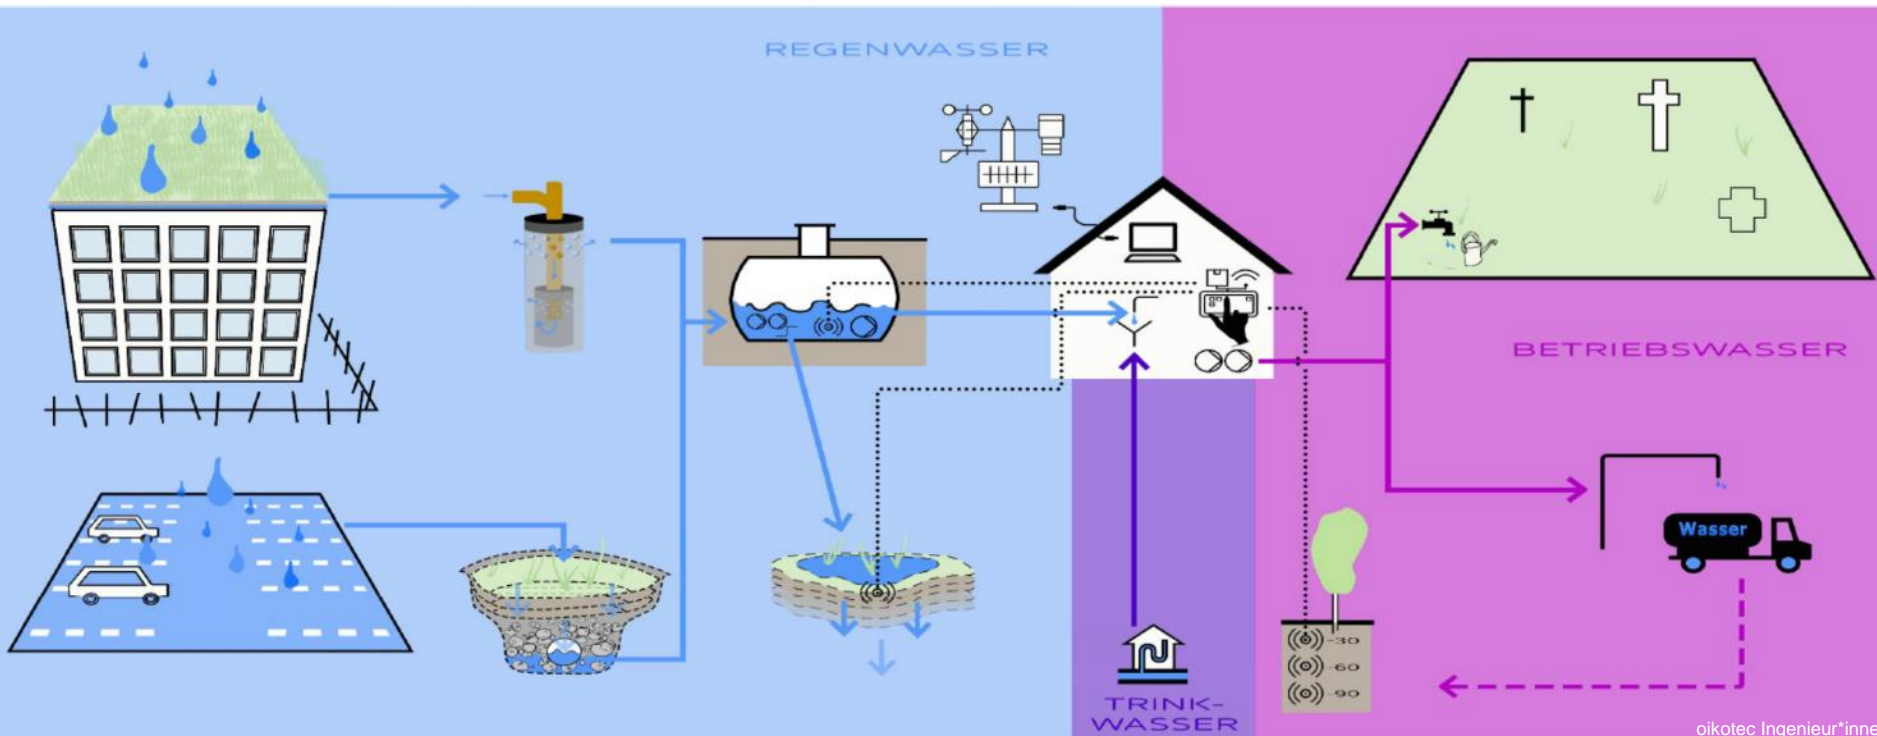 REGENWASSER
BETRIEBSWASSER
Wasser
-30
-60
-90
TRINK-
WASSER
oikotec Ingenieur*inne